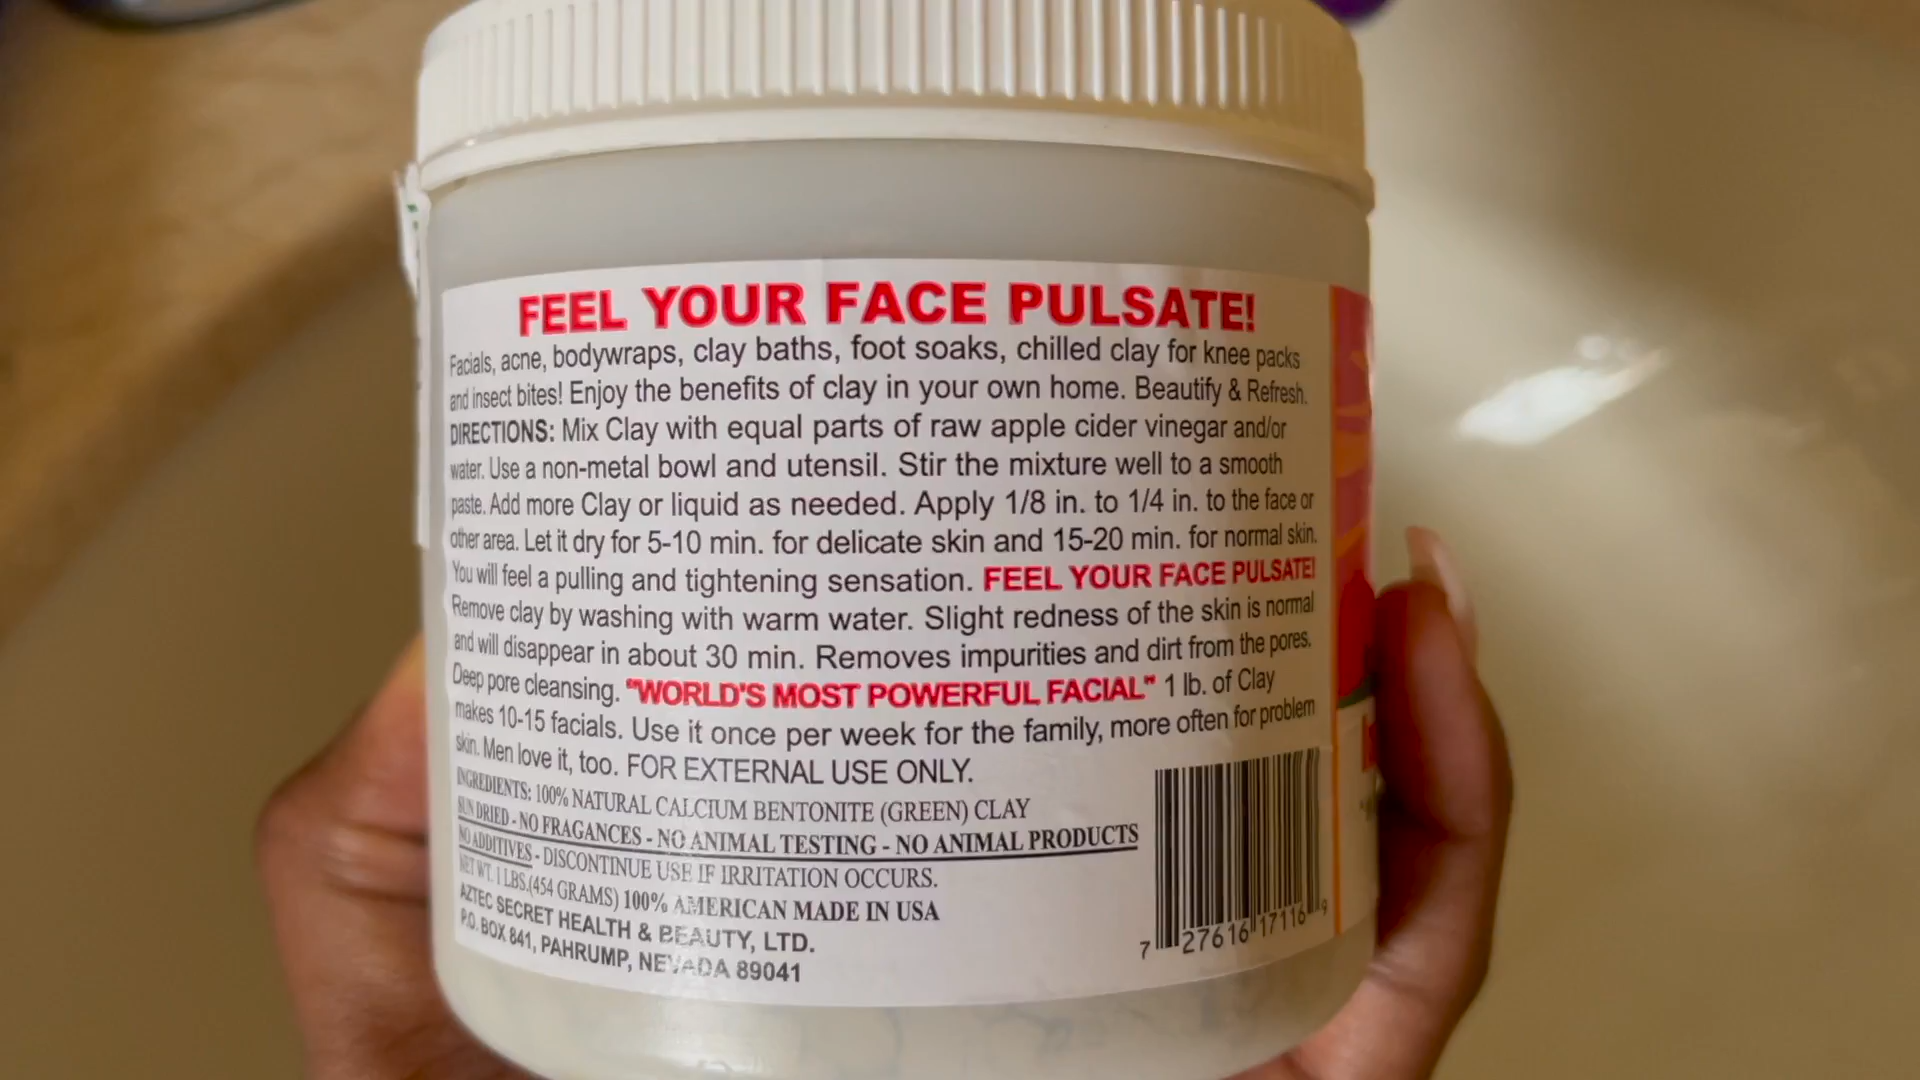 FEEL YOUR FACE PULSATE!
Facials, acne, bodywraps, clay baths, foot soaks, chilled clay for knee packs
and insect bites! Enjoy the benefits of clay in your own home. Beautify & Refresh.
DIRECTIONS: Mix Clay with equal parts of raw apple cider vinegar and/or
water. Use a non-metal bowl and utensil. Stir the mixture well to a smooth
paste. Add more Clay or liquid as needed. Apply 1/8 in. to 1/4 in. to the face or
other area. Let it dry for 5-10 min. for delicate skin and 15-20 min. for normal skin.
You will feel a pulling and tightening sensation. FEEL YOUR FACE PULSATE!
Remove clay by washing with warm water. Slight redness of the skin is normal
and will disappear in about 30 min. Removes impurities and dirt from the pores.
Deep pore cleansing. "WORLD'S MOST POWERFUL FACIAL" 1 lb. of Clay
makes 10-15 facials. Use it once per week for the family, more often for problem
skin. Men love it, too. FOR EXTERNAL USE ONLY.
INGREDIENTS: 100% NATURAL CALCIUM BENTONITE (GREEN) CLAY
SUN DRIED - NO FRAGANCES - NO ANIMAL TESTING - NO ANIMAL PRODUCTS
NO ADDITIVES - DISCONTINUE USE IF IRRITATION OCCURS.
NET WT. 1 LBS.(454 GRAMS) 100% AMERICAN MADE IN USA
AZTEC SECRET HEALTH & BEAUTY, LTD.
P.O. BOX 841, PAHRUMP, NEVADA 89041
7 27616 17116 9